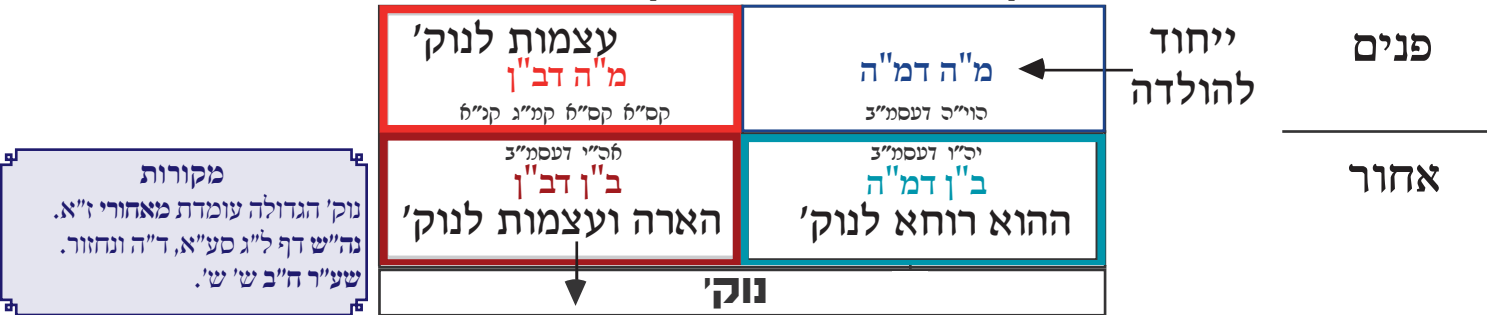 פנים
אחור
ייחוד
להולדה
מ"ה דמ"ה
הוי"ה דעסמ"ב
עצמות לנוק'
מ"ה דב"ן
קס"א קס"א קמ"ג קנ"א
יה"ו דעסמ"ב
ב"ן דמ"ה
ההוא רוחא לנוק'
אה"י דעסמ"ב
ב"ן דב"ן
הארה ועצמות לנוק'
נוק'
מקורות
נוק' הגדולה עומדת מאחורי ז"א.
נה"ש דף ל"ג סע"א, ד"ה ונחזור.
שע"ר ח"ב ש' ש'.